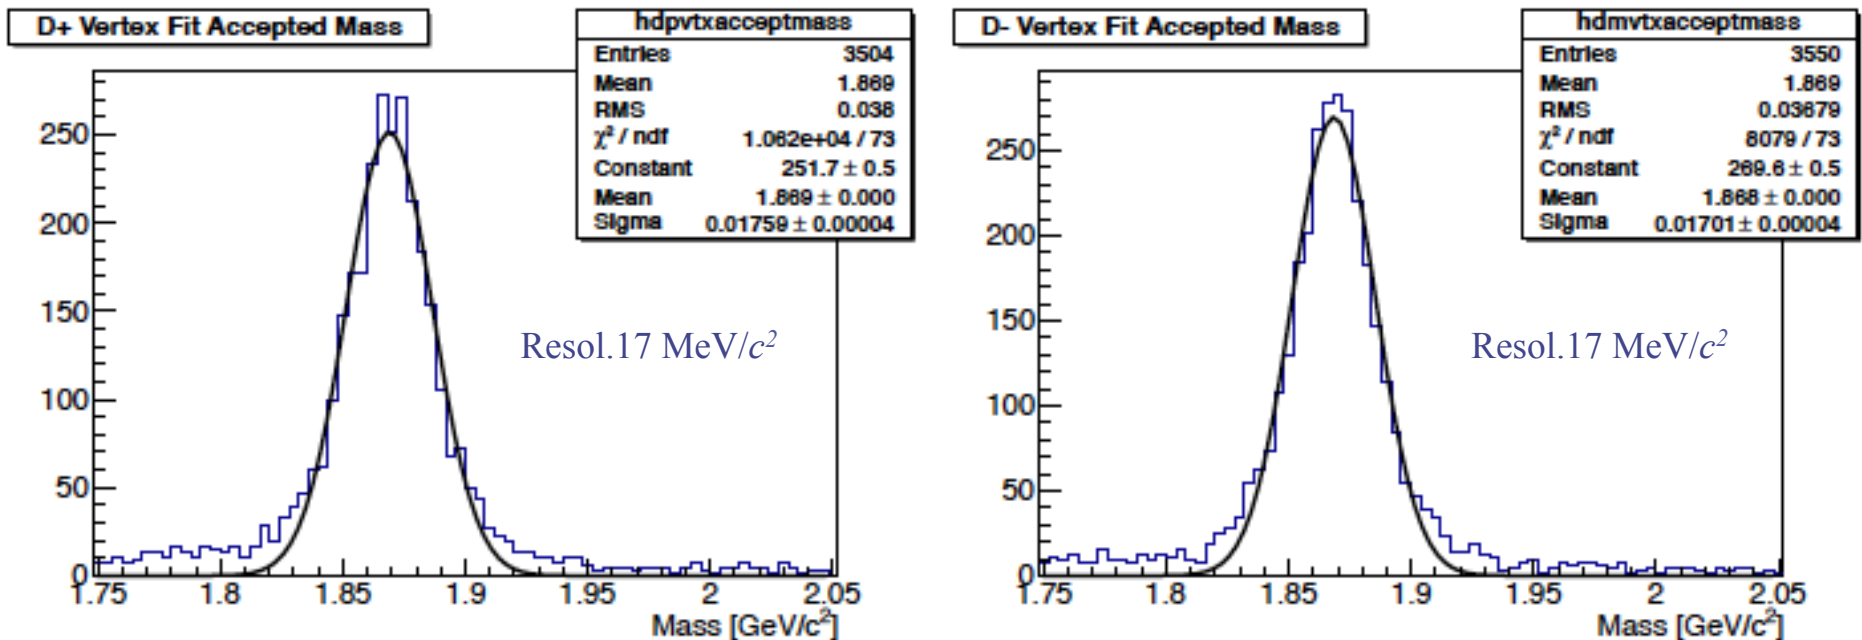 D+ Vertex Fit Accepted Mass
hdpvtxacceptmass
Entries 3504
Mean 1.869
RMS 0.038
χ² / ndf 1.062e+04 / 73
Constant 251.7 ± 0.5
Mean 1.869 ± 0.000
Sigma 0.01759 ± 0.00004
250
200
150
100
50
0
Resol.17 MeV/c²
1.75 1.8 1.85 1.9 1.95 2 2.05
Mass [GeV/c²]
D- Vertex Fit Accepted Mass
hdmvtxacceptmass
Entries 3550
Mean 1.869
RMS 0.03679
χ² / ndf 8079 / 73
Constant 269.6 ± 0.5
Mean 1.868 ± 0.000
Sigma 0.01701 ± 0.00004
250
200
150
100
50
0
Resol.17 MeV/c²
1.75 1.8 1.85 1.9 1.95 2 2.05
Mass [GeV/c²]